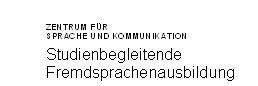 ZENTRUM FÜR
SPRACHE UND KOMMUNIKATION
Studienbegleitende
Fremdsprachenausbildung